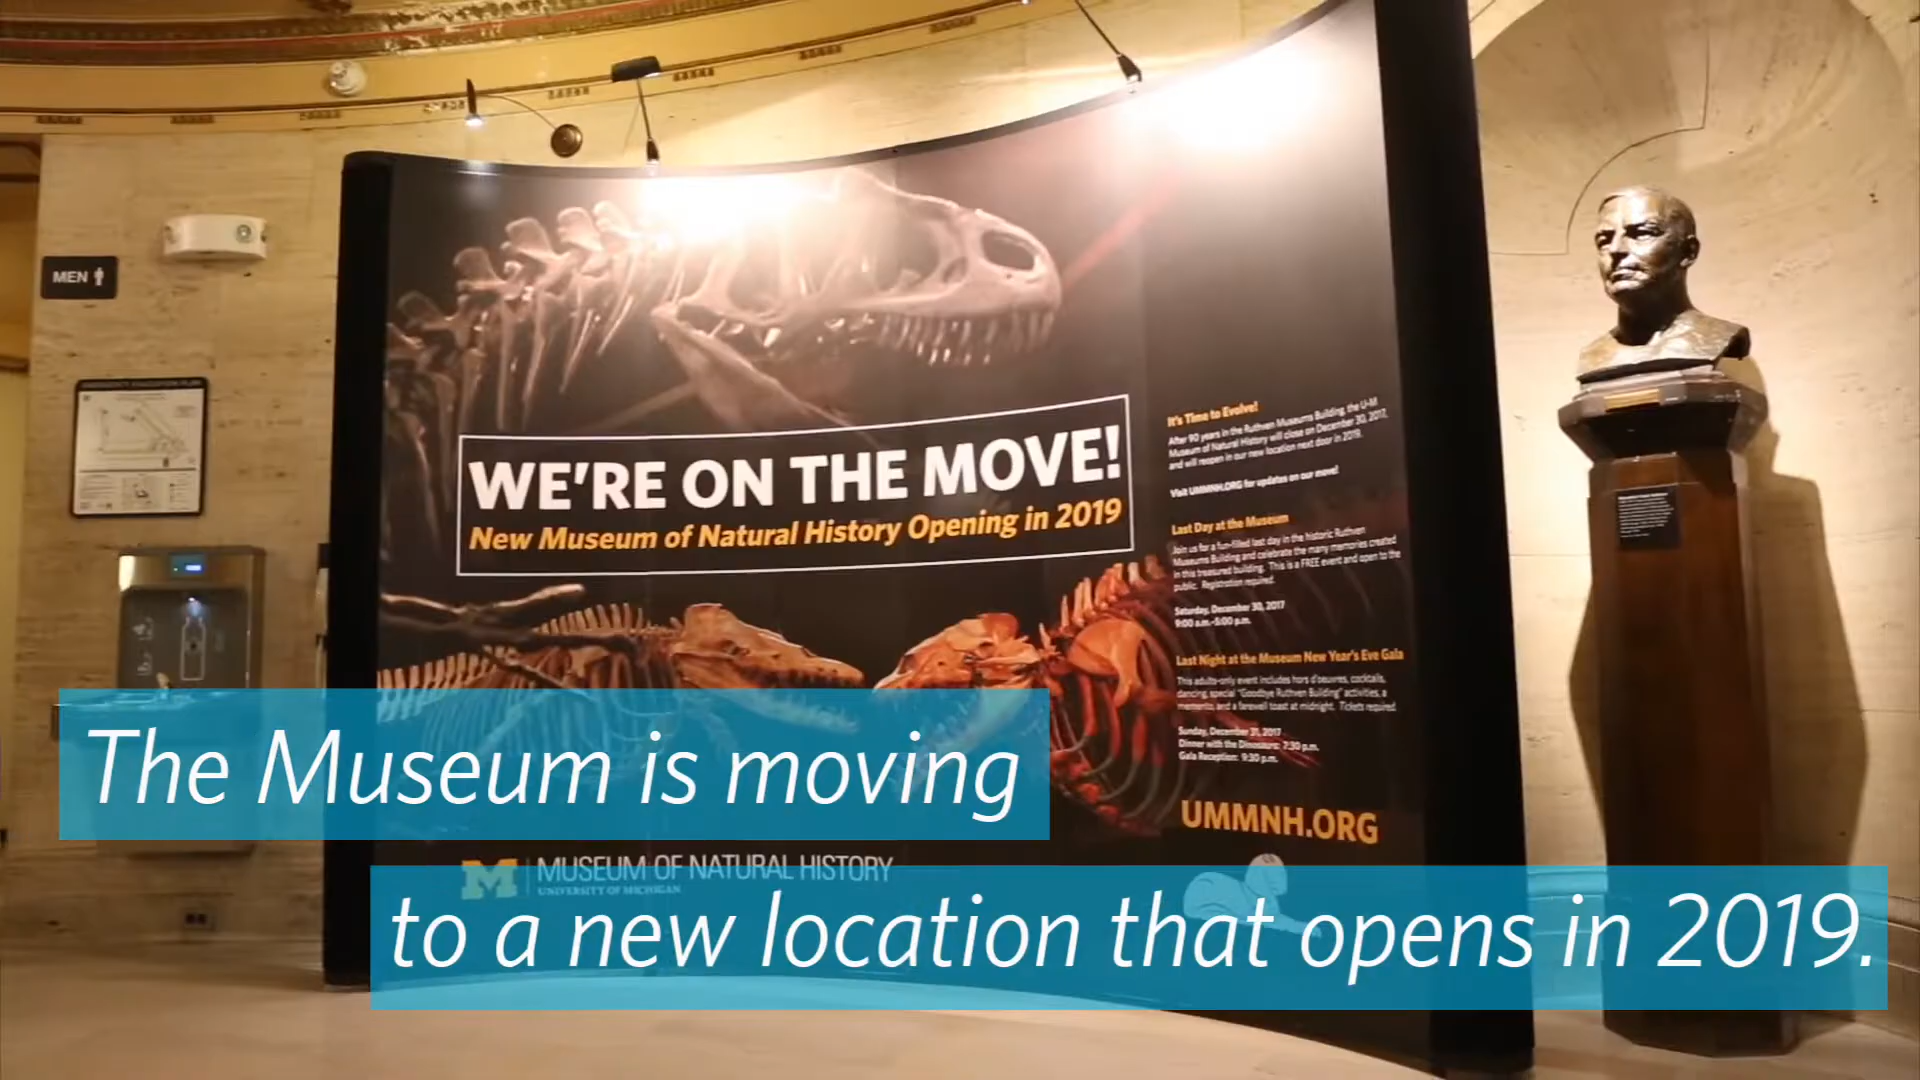 MEN
EMERGENCY EVACUATION PLAN
WE'RE ON THE MOVE!
New Museum of Natural History Opening in 2019
It's Time to Evolve!
After 90 years in the Ruthven Museums Building, the U-M
Museum of Natural History will close on December 30, 2017,
and will reopen in our new location next door in 2019.
Visit UMMNH.ORG for updates on our move!
Last Day at the Museum
Join us for a fun-filled last day in the historic Ruthven
Museums Building and celebrate the many memories created
in this treasured building. This is a FREE event and open to the
public. Registration required.
Saturday, December 30, 2017
9:00 a.m.-5:00 p.m.
Last Night at the Museum New Year's Eve Gala
This adults-only event includes hors d'oeuvres, cocktails,
dancing, special "Goodbye Ruthven Building" activities, a
memento, and a farewell toast at midnight. Tickets required.
Sunday, December 31, 2017
Dinner with the Dinosaurs: 7:30 p.m.
Gala Reception: 9:30 p.m.
UMMNH.ORG
M MUSEUM OF NATURAL HISTORY
UNIVERSITY OF MICHIGAN
The Museum is moving
to a new location that opens in 2019.